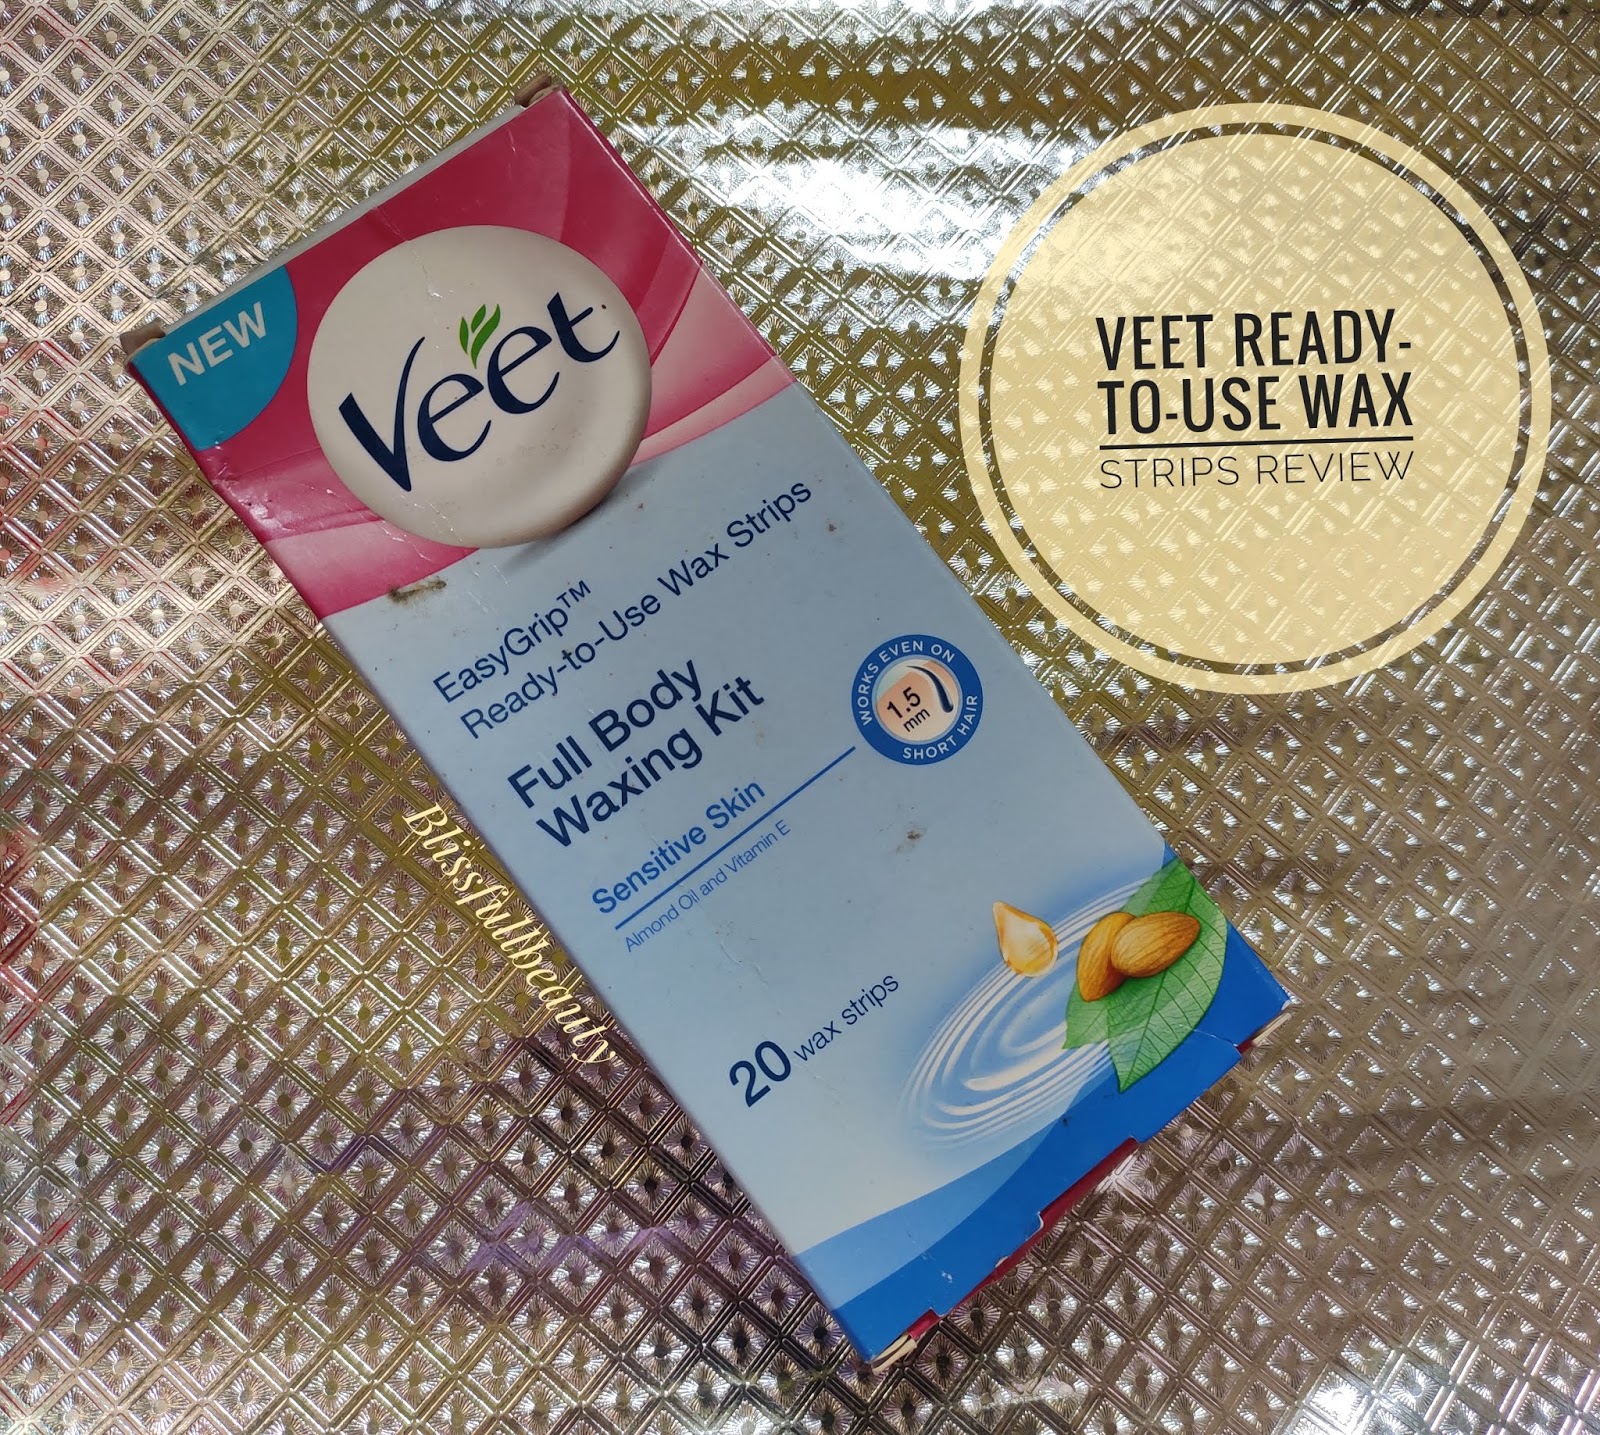 NEW
Veet
EasyGrip™
Ready-to-Use Wax Strips
Full Body
Waxing Kit
Sensitive Skin
Almond Oil and Vitamin E
WORKS EVEN ON
1.5
mm
SHORT HAIR
20 wax strips
Blissfulbeauty
VEET READY-
TO-USE WAX
STRIPS REVIEW